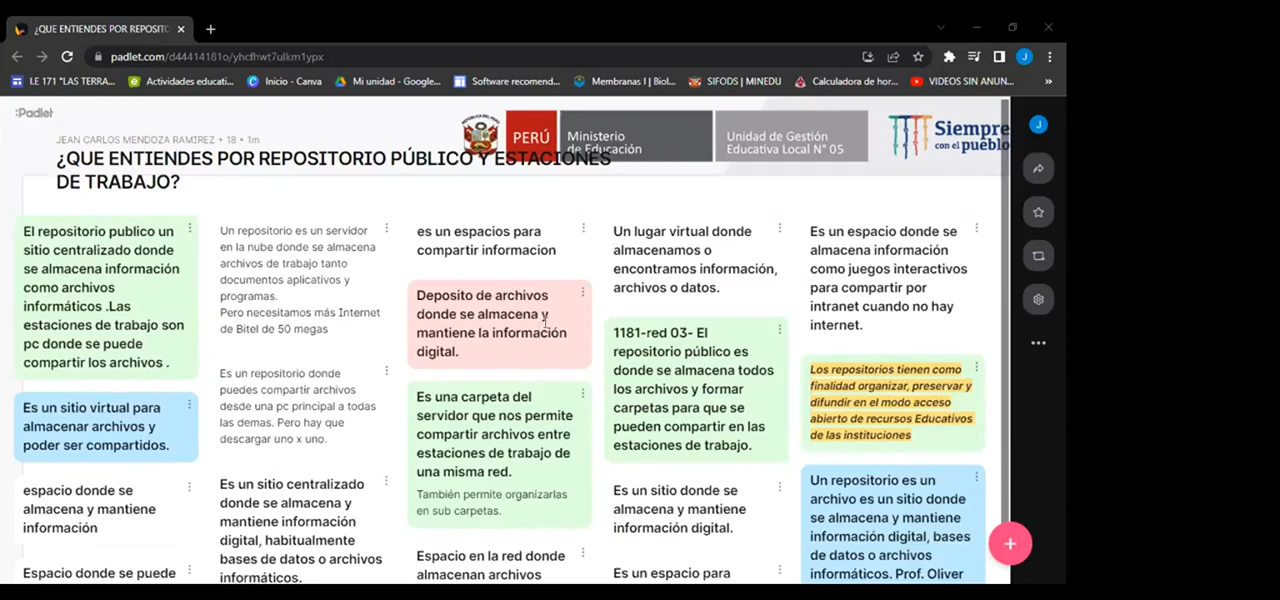 ¿QUE ENTIENDES POR REPOSITO
padlet.com/d44414181o/yhcfhwt7ulkm1ypx
I.E 171 "LAS TERRA...
Actividades educati...
Inicio - Canva
Mi unidad - Google...
Software recomend...
Membranas I | Biol...
SIFODS | MINEDU
Calculadora de hor...
VIDEOS SIN ANUN...
»
:Padlet
JEAN CARLOS MENDOZA RAMIREZ • 18 • 1m
¿QUE ENTIENDES POR REPOSITORIO PÚBLICO Y ESTACIONES
DE TRABAJO?
PERÚ
Ministerio
de Educación
Unidad de Gestión
Educativa Local N° 05
Siempre
con el pueblo
J
J
El repositorio publico un
sitio centralizado donde
se almacena información
como archivos
informáticos .Las
estaciones de trabajo son
pc donde se puede
compartir los archivos .
Es un sitio virtual para
almacenar archivos y
poder ser compartidos.
espacio donde se
almacena y mantiene
información
Espacio donde se puede
Un repositorio es un servidor
en la nube donde se almacena
archivos de trabajo tanto
documentos aplicativos y
programas.
Pero necesitamos más Internet
de Bitel de 50 megas
Es un repositorio donde
puedes compartir archivos
desde una pc principal a todas
las demas. Pero hay que
descargar uno x uno.
Es un sitio centralizado
donde se almacena y
mantiene información
digital, habitualmente
bases de datos o archivos
informáticos.
es un espacios para
compartir informacion
Deposito de archivos
donde se almacena y
mantiene la información
digital.
Es una carpeta del
servidor que nos permite
compartir archivos entre
estaciones de trabajo de
una misma red.
También permite organizarlas
en sub carpetas.
Espacio en la red donde
almacenan archivos
Un lugar virtual donde
almacenamos o
encontramos información,
archivos o datos.
1181-red 03- El
repositorio público es
donde se almacena todos
los archivos y formar
carpetas para que se
pueden compartir en las
estaciones de trabajo.
Es un sitio donde se
almacena y mantiene
información digital.
Es un espacio para
Es un espacio donde se
almacena información
como juegos interactivos
para compartir por
intranet cuando no hay
internet.
Los repositorios tienen como
finalidad organizar, preservar y
difundir en el modo acceso
abierto de recursos Educativos
de las instituciones
Un repositorio es un
archivo es un sitio donde
se almacena y mantiene
información digital, bases
de datos o archivos
informáticos. Prof. Oliver